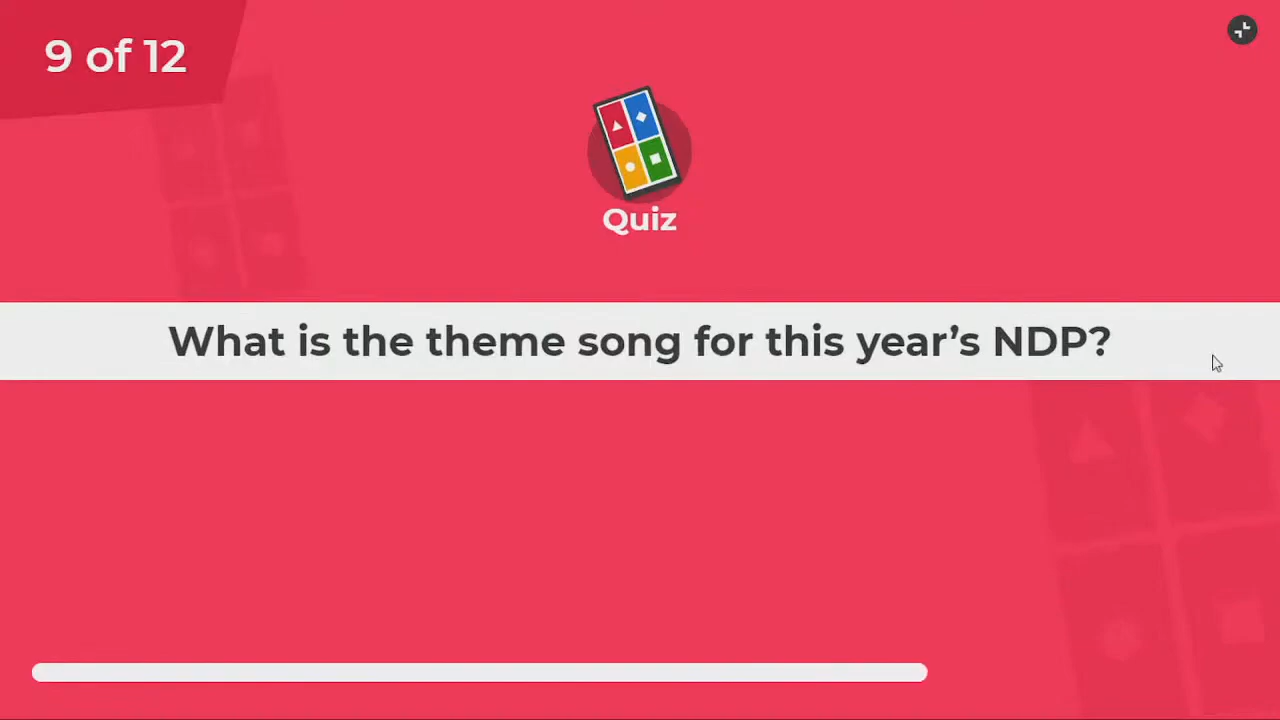 9 of 12
Quiz
What is the theme song for this year’s NDP?